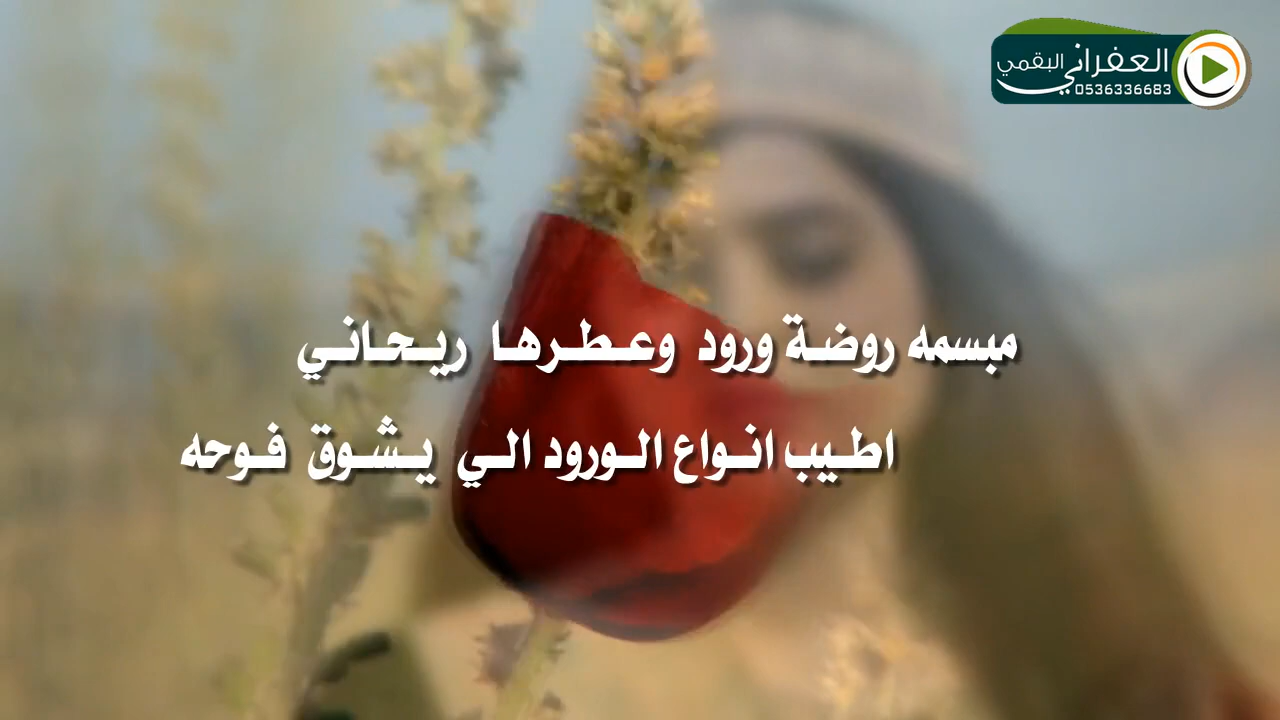 العفراني البقمي
0536336683
مبسمه روضة ورود وعطرها ريحاني
اطيب انواع الورود الي يشوق فوحه